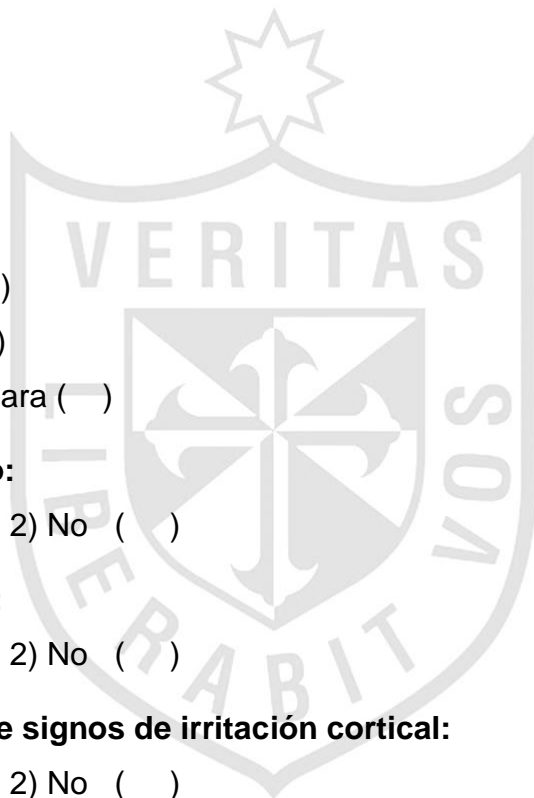 VERITAS
LIBERABIT VOS
)
)
ara (    )
o:
2) No   (     )
:
2) No   (     )
e signos de irritación cortical:
2) No   (     )